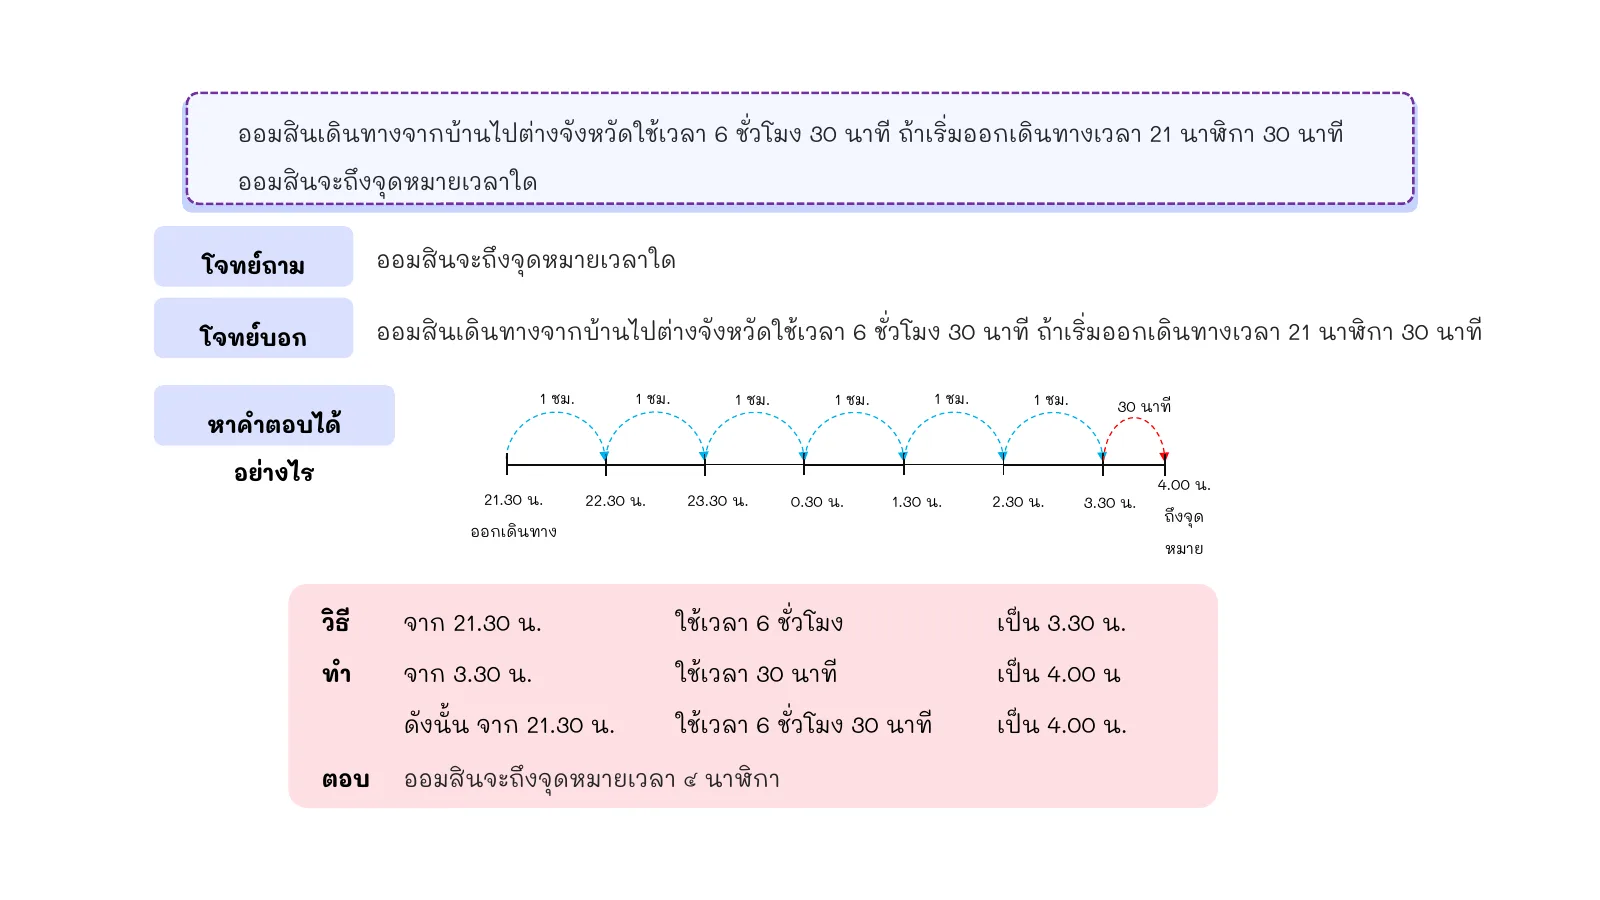 ออมสินเดินทางจากบ้านไปต่างจังหวัดใช้เวลา 6 ชั่วโมง 30 นาที ถ้าเริ่มออกเดินทางเวลา 21 นาฬิกา 30 นาที
ออมสินจะถึงจุดหมายเวลาใด
โจทย์ถาม ออมสินจะถึงจุดหมายเวลาใด
โจทย์บอก ออมสินเดินทางจากบ้านไปต่างจังหวัดใช้เวลา 6 ชั่วโมง 30 นาที ถ้าเริ่มออกเดินทางเวลา 21 นาฬิกา 30 นาที
หาคำตอบได้
อย่างไร
1 ชม. 1 ชม. 1 ชม. 1 ชม. 1 ชม. 1 ชม. 30 นาที
21.30 น. 22.30 น. 23.30 น. 0.30 น. 1.30 น. 2.30 น. 3.30 น. 4.00 น.
ออกเดินทาง
ถึงจุด
หมาย
วิธี จาก 21.30 น. ใช้เวลา 6 ชั่วโมง เป็น 3.30 น.
ทำ จาก 3.30 น. ใช้เวลา 30 นาที เป็น 4.00 น
ดังนั้น จาก 21.30 น. ใช้เวลา 6 ชั่วโมง 30 นาที เป็น 4.00 น.
ตอบ ออมสินจะถึงจุดหมายเวลา ๔ นาฬิกา